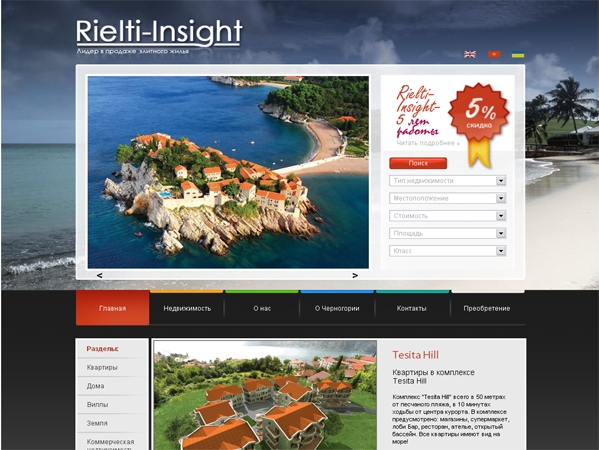 Rielti-Insight
Лидер в продаже элитного жилья
Rielti-
Insight-
5 лет
работы
5%
скидка
Читать подробнее »
Поиск
Тип недвижимости
Местоположение
Стоимость
Площадь
Класс
< >
Главная Недвижимость О нас О Черногории Контакты Преобретение
Разделы:
Квартиры
Дома
Виллы
Земля
Коммерческая
недвижимость
Tesita Hill
Квартиры в комплексе
Tesita Hill
Комплекс "Tesita Hill" всего в 50 метрах
от песчаного пляжа, в 10 минутах
ходьбы от центра курорта. В комплексе
предусмотрено: магазины, супермаркет,
лоби Бар, ресторан, ателье, открытый
бассейн. Все квартиры имеют вид на
море!